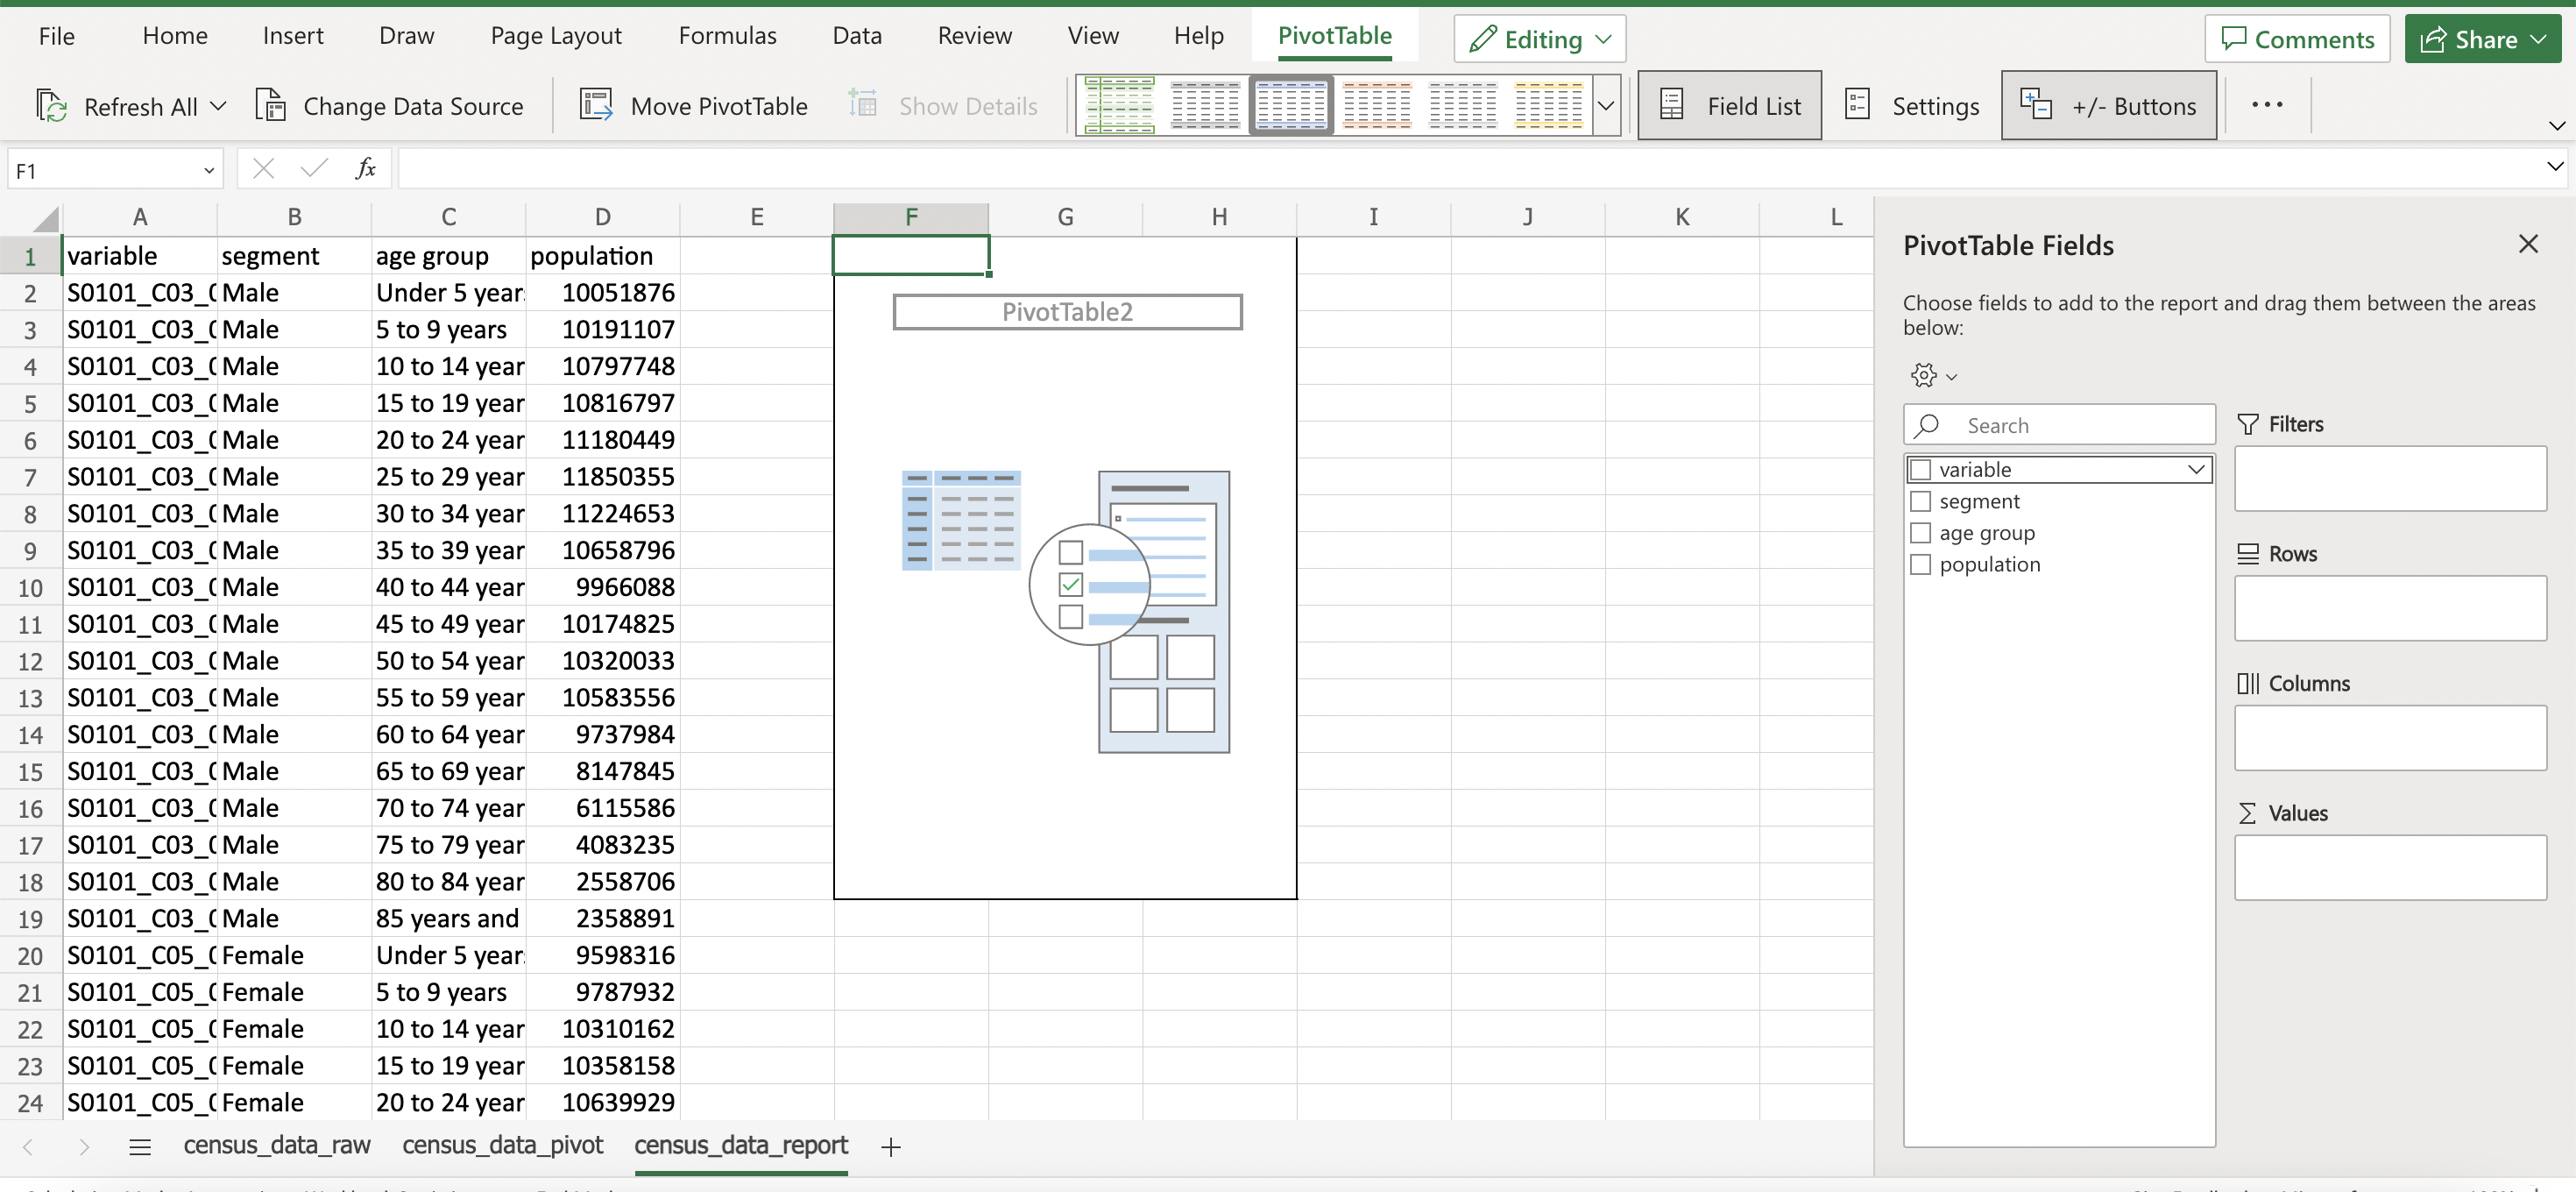 File Home Insert Draw Page Layout Formulas Data Review View Help PivotTable Editing Comments Share
Refresh All Change Data Source Move PivotTable Show Details Field List Settings +/- Buttons ...
F1 fx
A B C D E F G H I J K L
1 variable segment age group population
2 S0101_C03_ Male Under 5 year 10051876
3 S0101_C03_ Male 5 to 9 years 10191107
4 S0101_C03_ Male 10 to 14 year 10797748
5 S0101_C03_ Male 15 to 19 year 10816797
6 S0101_C03_ Male 20 to 24 year 11180449
7 S0101_C03_ Male 25 to 29 year 11850355
8 S0101_C03_ Male 30 to 34 year 11224653
9 S0101_C03_ Male 35 to 39 year 10658796
10 S0101_C03_ Male 40 to 44 year 9966088
11 S0101_C03_ Male 45 to 49 year 10174825
12 S0101_C03_ Male 50 to 54 year 10320033
13 S0101_C03_ Male 55 to 59 year 10583556
14 S0101_C03_ Male 60 to 64 year 9737984
15 S0101_C03_ Male 65 to 69 year 8147845
16 S0101_C03_ Male 70 to 74 year 6115586
17 S0101_C03_ Male 75 to 79 year 4083235
18 S0101_C03_ Male 80 to 84 year 2558706
19 S0101_C03_ Male 85 years and 2358891
20 S0101_C05_ Female Under 5 year 9598316
21 S0101_C05_ Female 5 to 9 years 9787932
22 S0101_C05_ Female 10 to 14 year 10310162
23 S0101_C05_ Female 15 to 19 year 10358158
24 S0101_C05_ Female 20 to 24 year 10639929
PivotTable2
PivotTable Fields
Choose fields to add to the report and drag them between the areas
below:
Search
variable
segment
age group
population
Filters
Rows
Columns
Σ Values
census_data_raw census_data_pivot census_data_report +